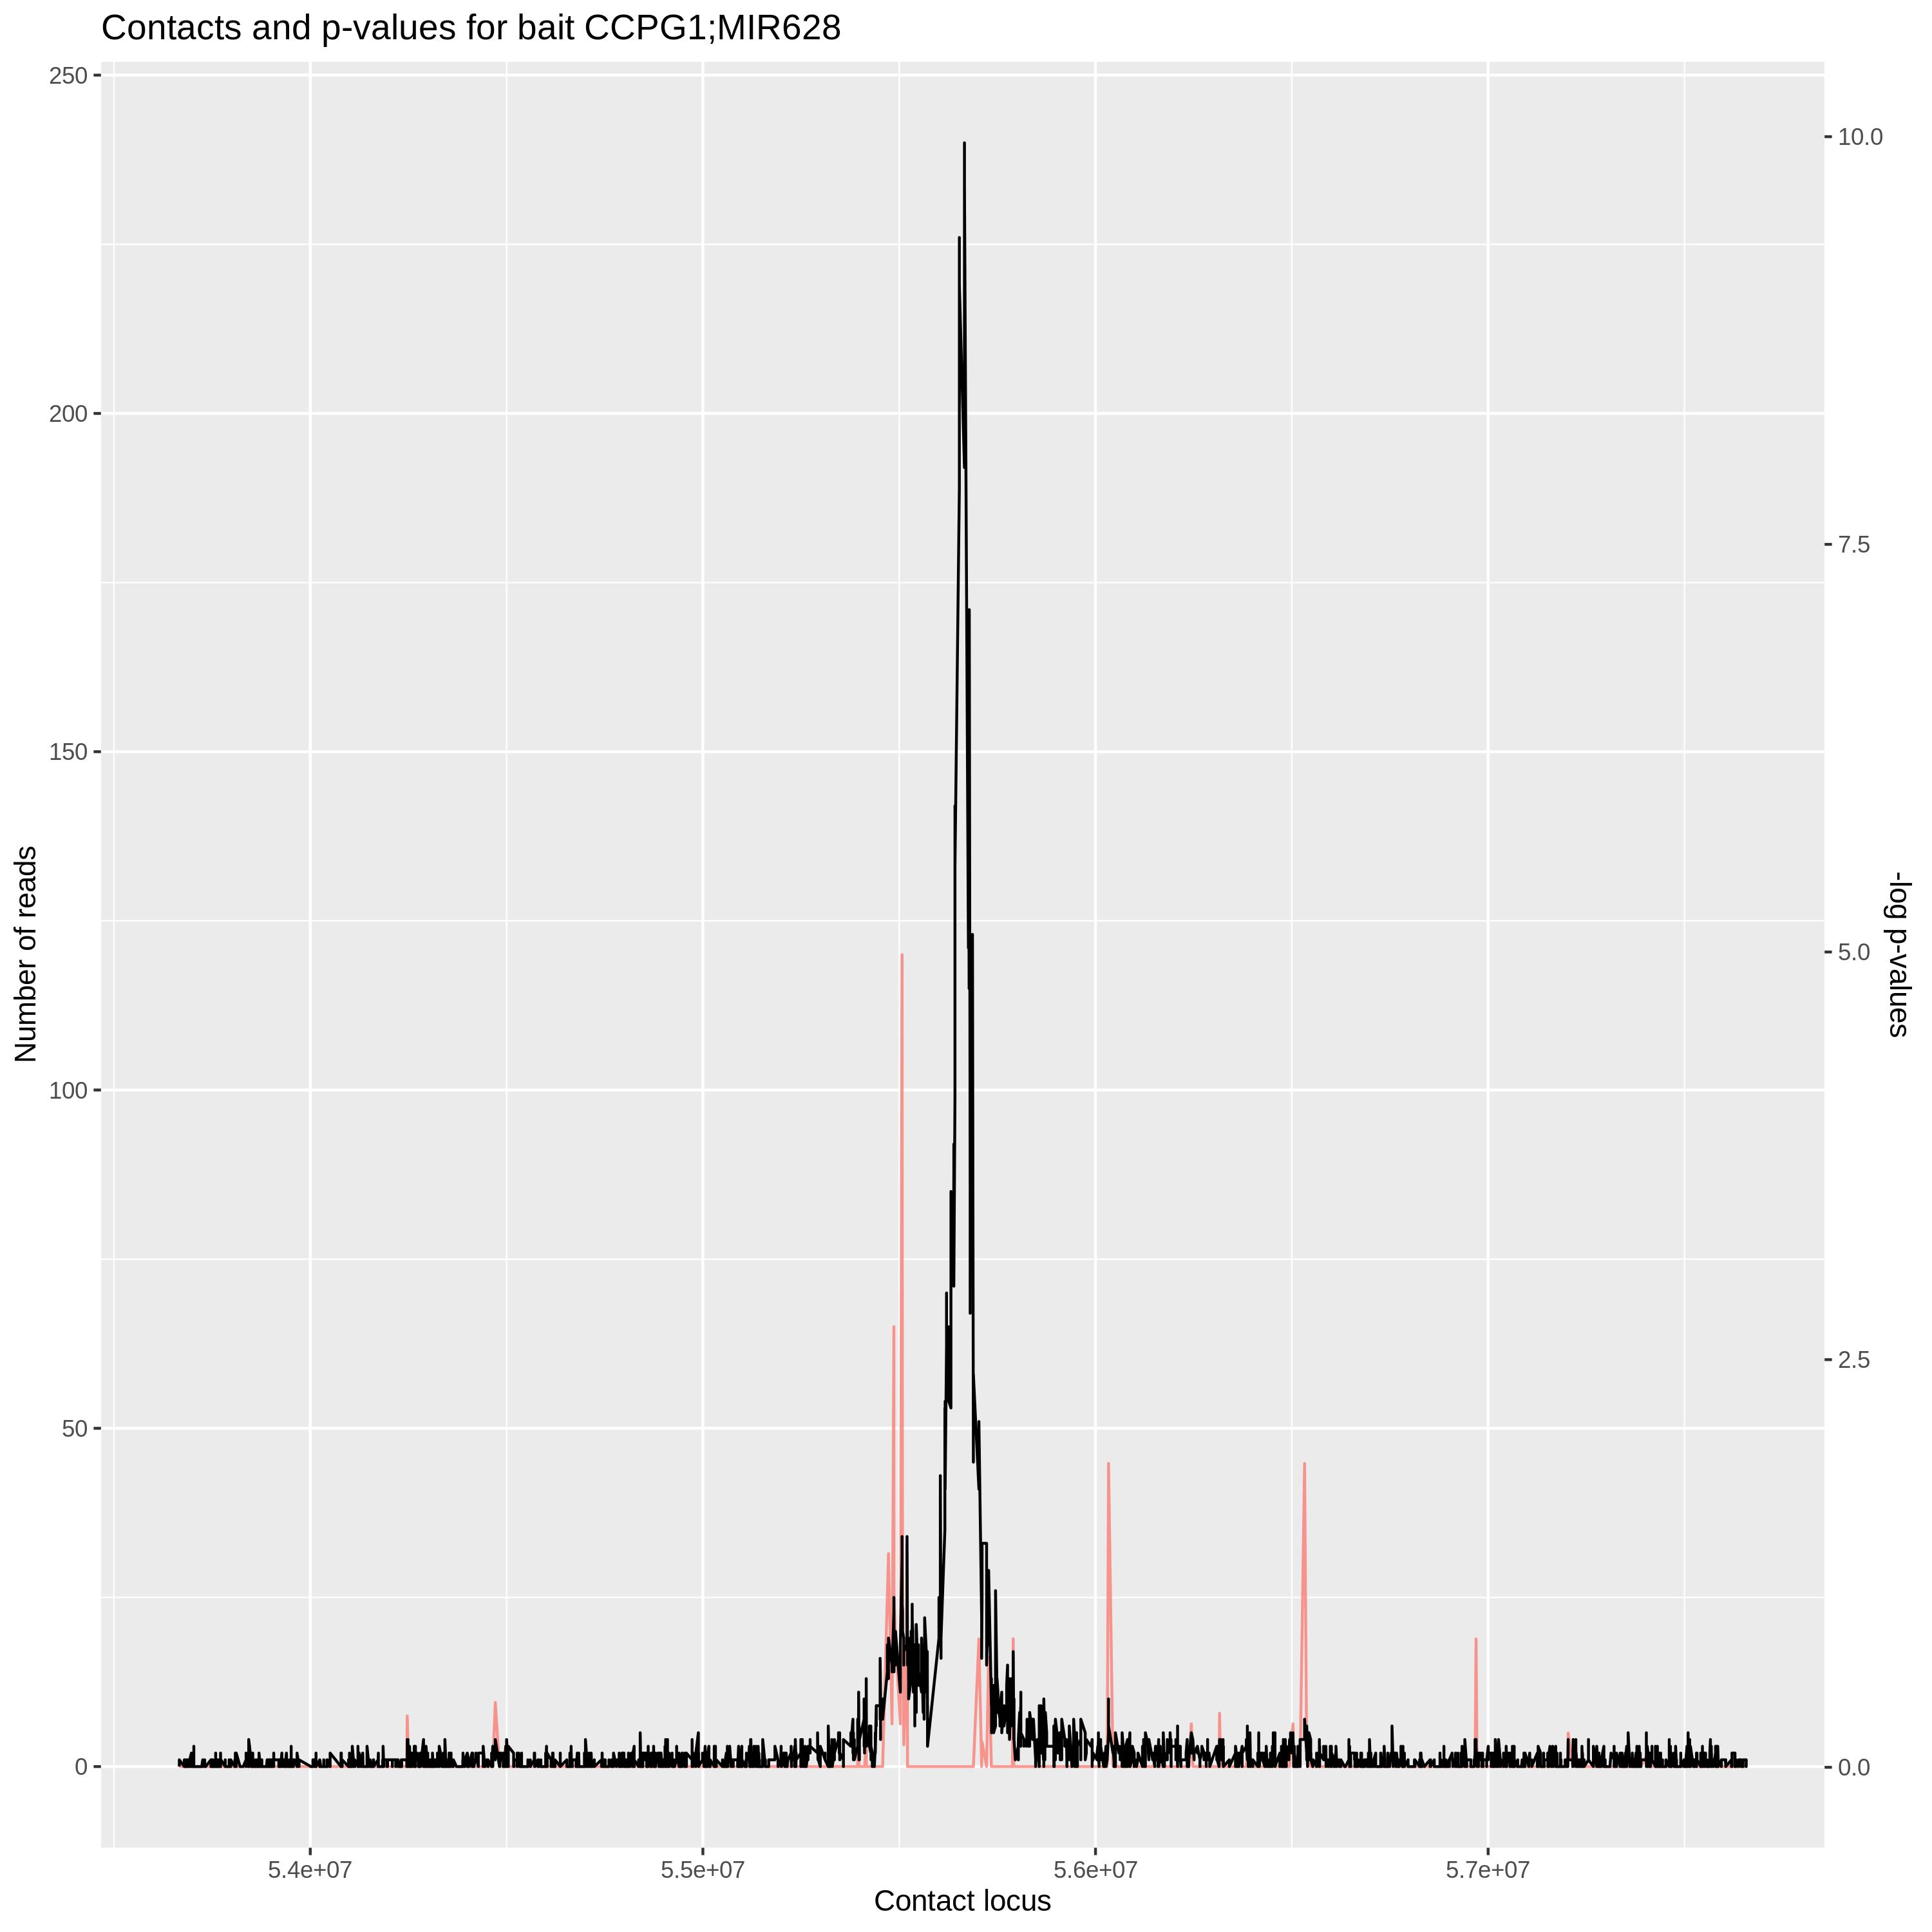 Contacts and p-values for bait CCPG1;MIR628
250
200
150
100
50
0
Number of reads
10.0
7.5
5.0
2.5
0.0
-log p-values
5.4e+07
5.5e+07
5.6e+07
5.7e+07
Contact locus